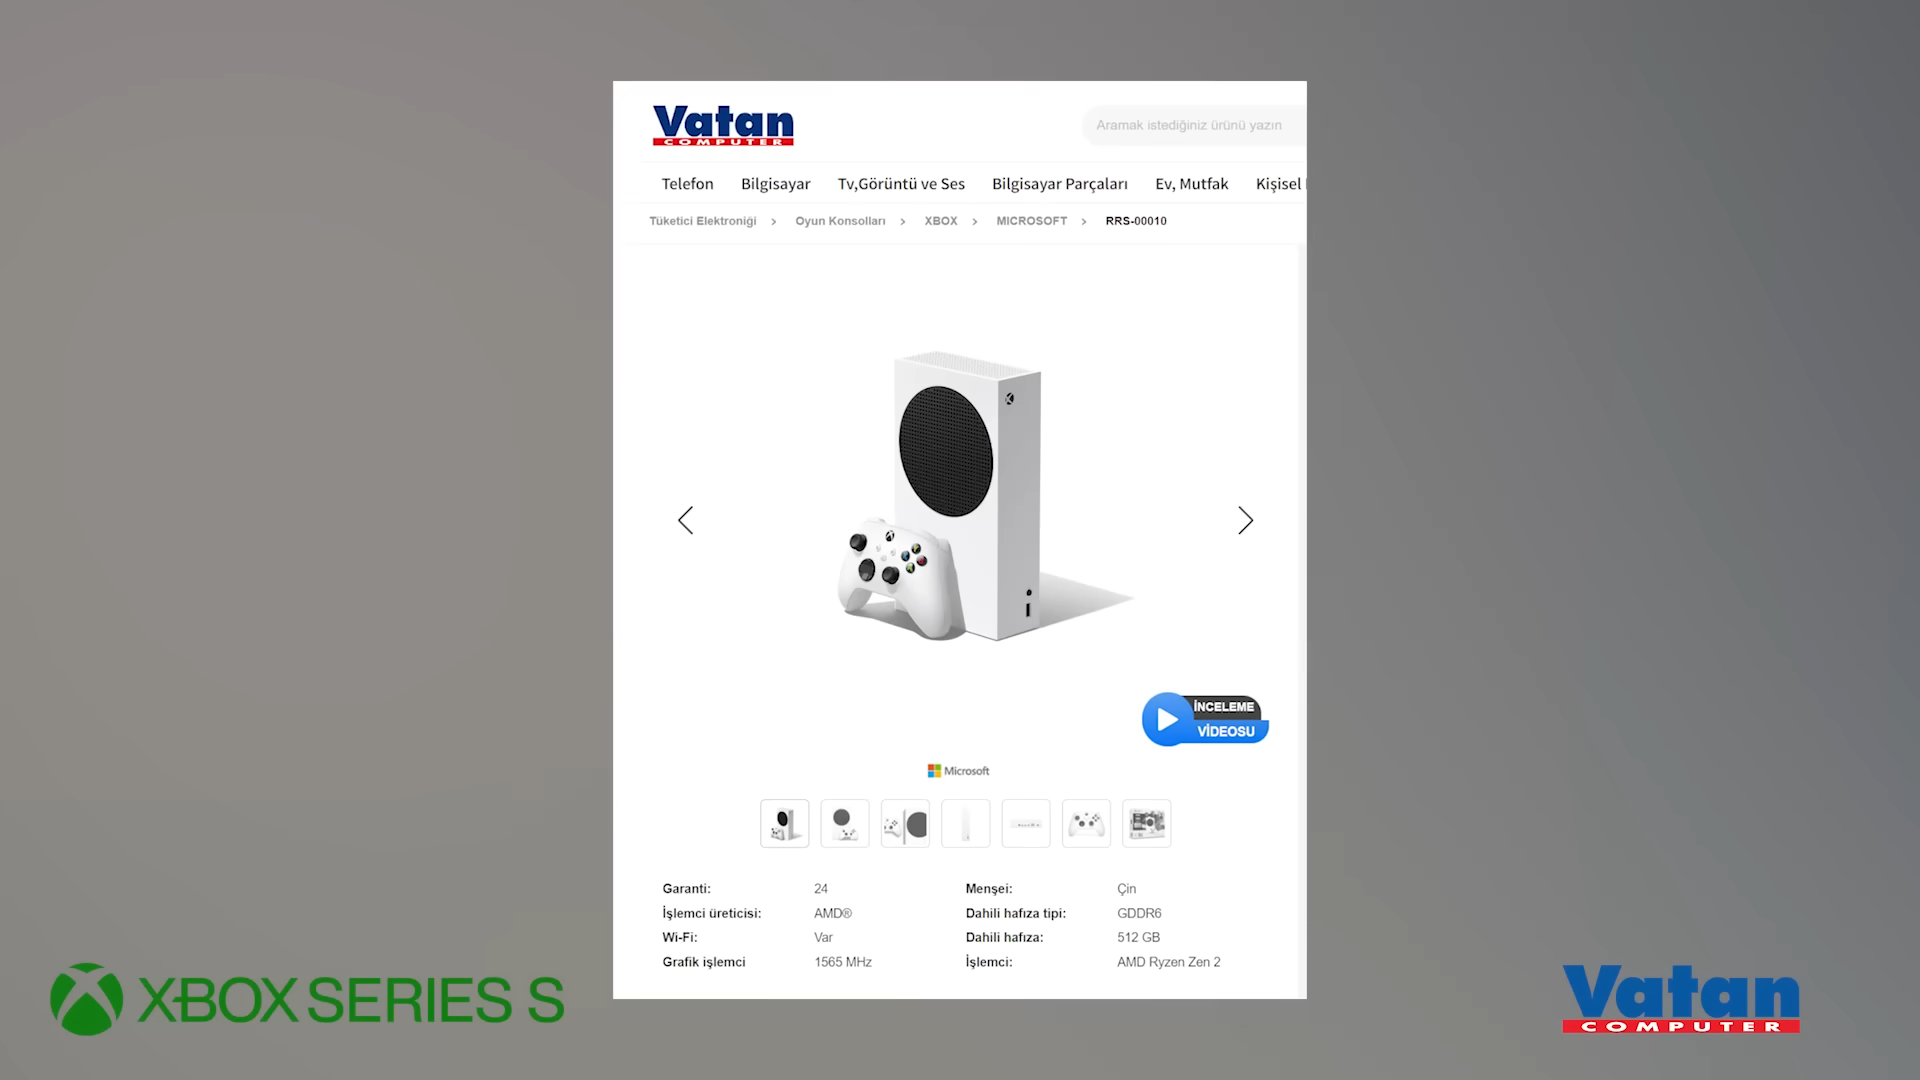 Vatan
COMPUTER
Aramak istediğiniz ürünü yazın
Telefon Bilgisayar Tv,Görüntü ve Ses Bilgisayar Parçaları Ev, Mutfak Kişisel
Tüketici Elektroniği > Oyun Konsolları > XBOX > MICROSOFT > RRS-00010
İNCELEME
VİDEOSU
Microsoft
Garanti: 24 Menşei: Çin
İşlemci üreticisi: AMD® Dahili hafıza tipi: GDDR6
Wi-Fi: Var Dahili hafıza: 512 GB
Grafik işlemci 1565 MHz İşlemci: AMD Ryzen Zen 2
XBOX SERIES S
Vatan
COMPUTER